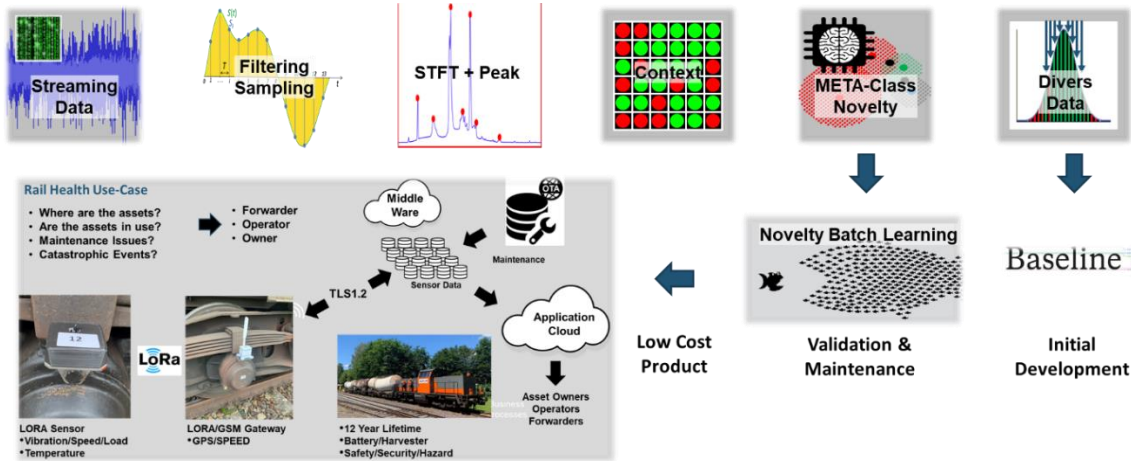 Streaming
Data
S(t)
Filtering
Sampling
STFT + Peak
Context
META-Class
Novelty
Divers
Data
Rail Health Use-Case
• Where are the assets?
• Are the assets in use?
• Maintenance Issues?
• Catastrophic Events?
• Forwarder
• Operator
• Owner
Middle
Ware
OTA
Maintenance
Sensor Data
TLS1.2
Application
Cloud
Asset Owners
Operators
Forwarders
12
LoRa
LORA Sensor
•Vibration/Speed/Load
•Temperature
LORA/GSM Gateway
•GPS/SPEED
•12 Year Lifetime
•Battery/Harvester
•Safety/Security/Hazard
Low Cost
Product
Novelty Batch Learning
Validation &
Maintenance
Baseline
Initial
Development